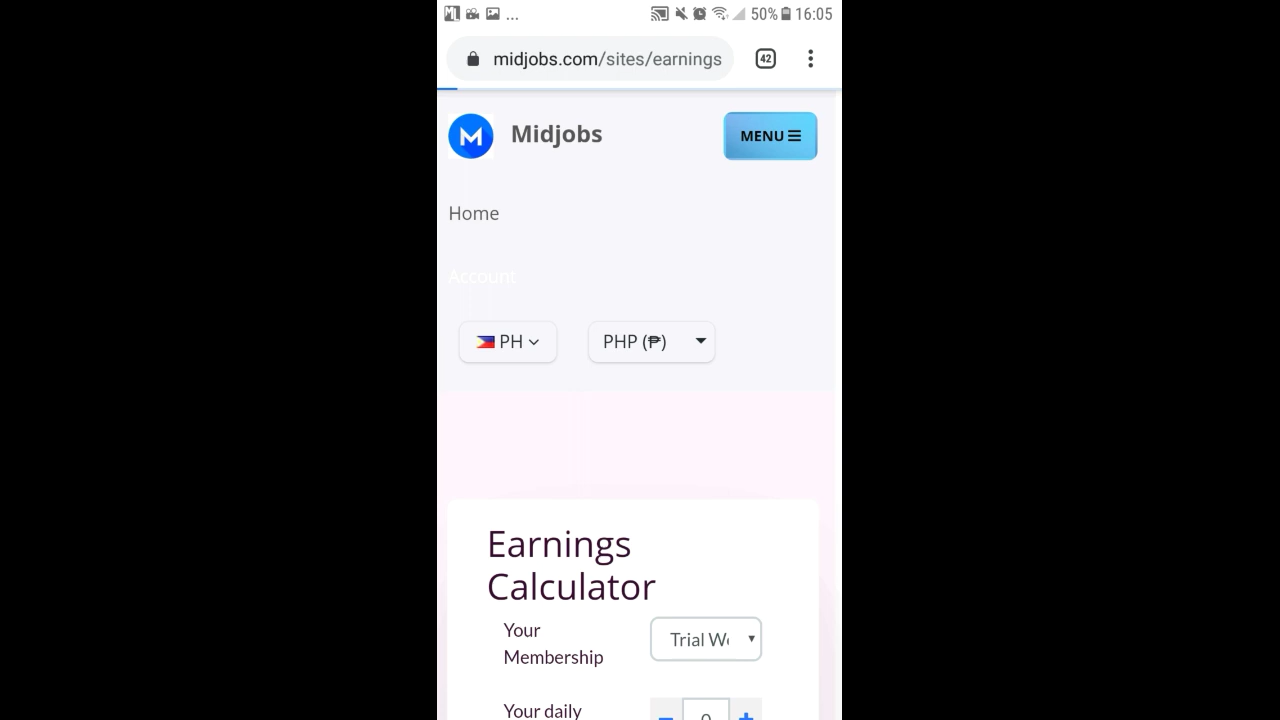 ... 50% 16:05
midjobs.com/sites/earnings 42
M Midjobs MENU
Home
Account
PH PHP (₱)
Earnings
Calculator
Your
Membership
Trial W
Your daily
0